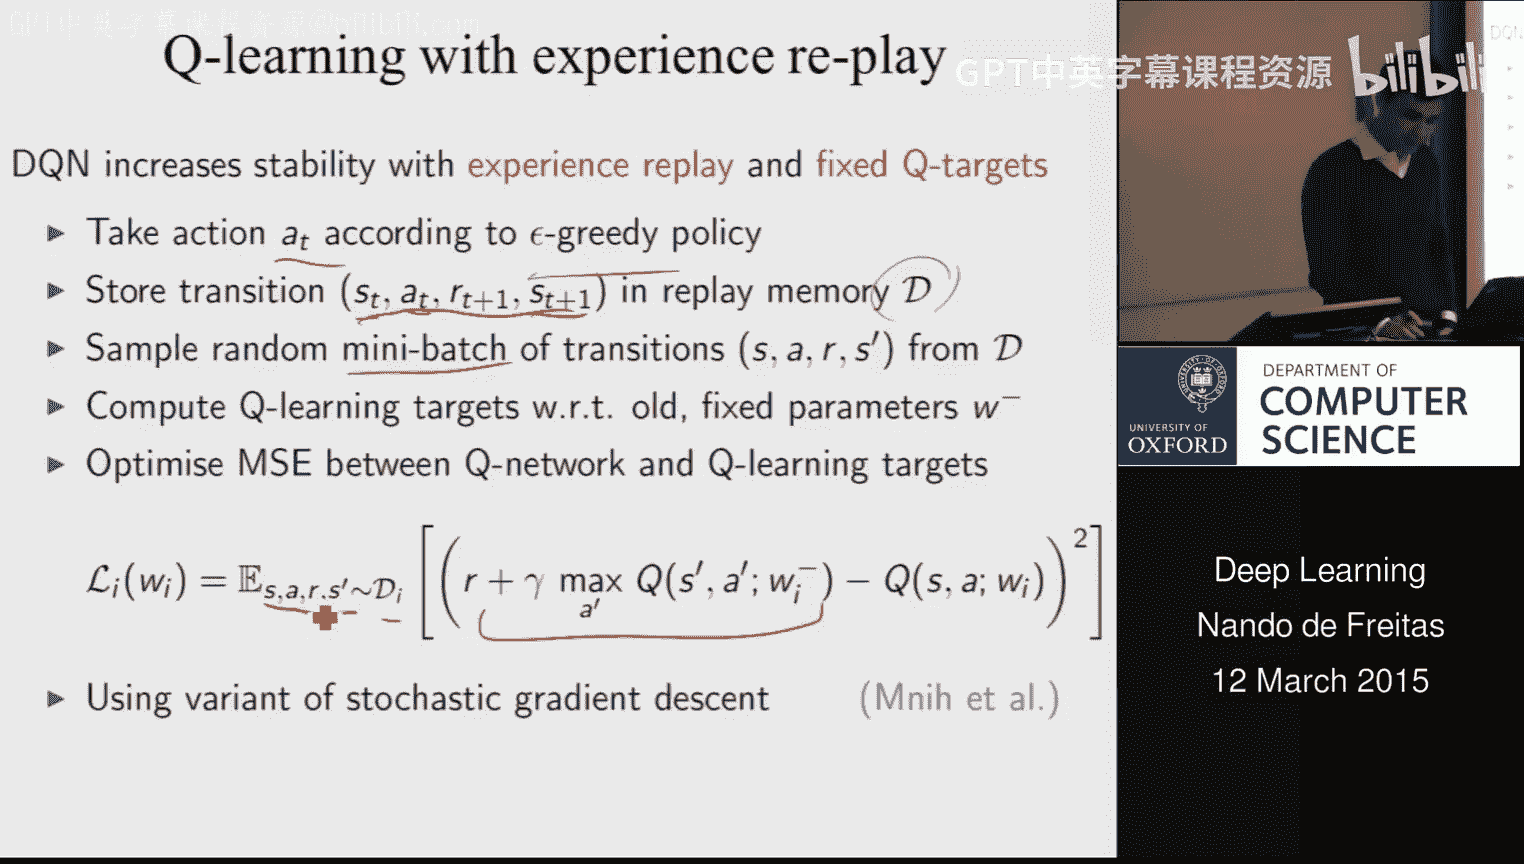 Q-learning with experience re-play
GPT中英字幕课程资源 bilibili
DQN increases stability with experience replay and fixed Q-targets
▶ Take action a_t according to ϵ-greedy policy
▶ Store transition (s_t, a_t, r_{t+1}, s_{t+1}) in replay memory 𝒟
▶ Sample random mini-batch of transitions (s, a, r, s′) from 𝒟
▶ Compute Q-learning targets w.r.t. old, fixed parameters w⁻
▶ Optimise MSE between Q-network and Q-learning targets
ℒ_i(w_i) = 𝔼_{s,a,r,s′∼𝒟_i} [ ( r + γ max_{a′} Q(s′, a′; w_i⁻) − Q(s, a; w_i) )² ]
▶ Using variant of stochastic gradient descent (Mnih et al.)
DQN
UNIVERSITY OF
OXFORD
DEPARTMENT OF
COMPUTER
SCIENCE
Deep Learning
Nando de Freitas
12 March 2015